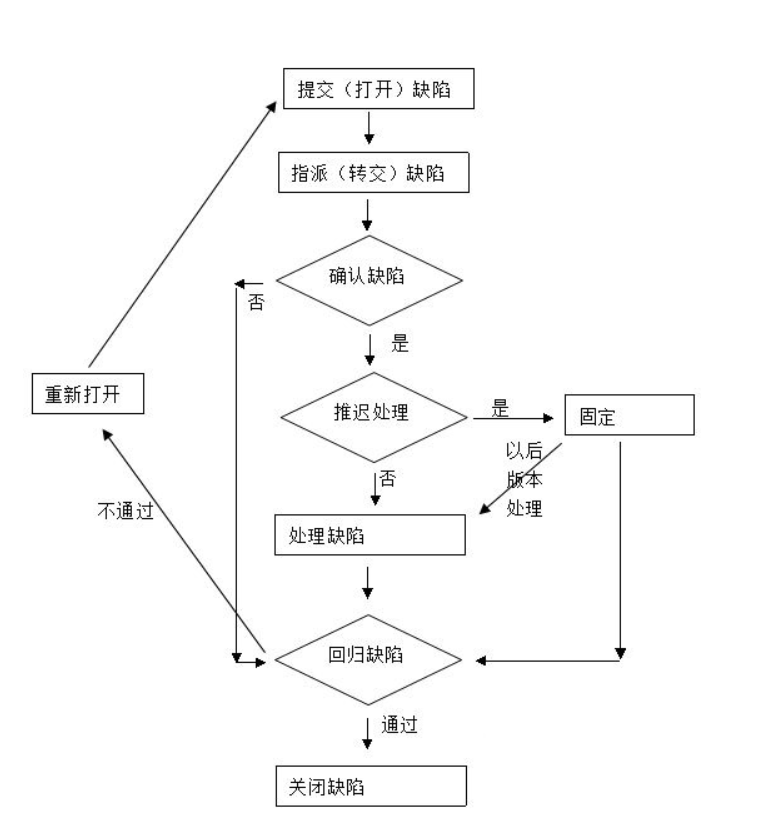 提交（打开）缺陷
指派（转交）缺陷
确认缺陷
否
是
重新打开
推迟处理
是
固定
以后
版本
处理
否
不通过
处理缺陷
回归缺陷
通过
关闭缺陷